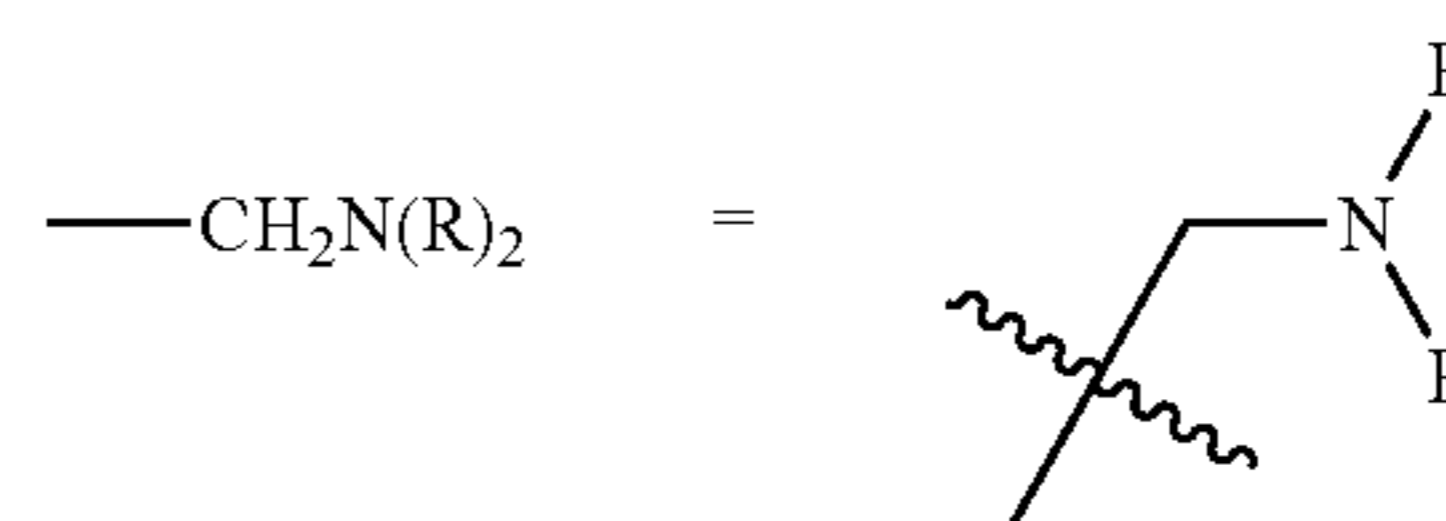 —CH₂N(R)₂ = N